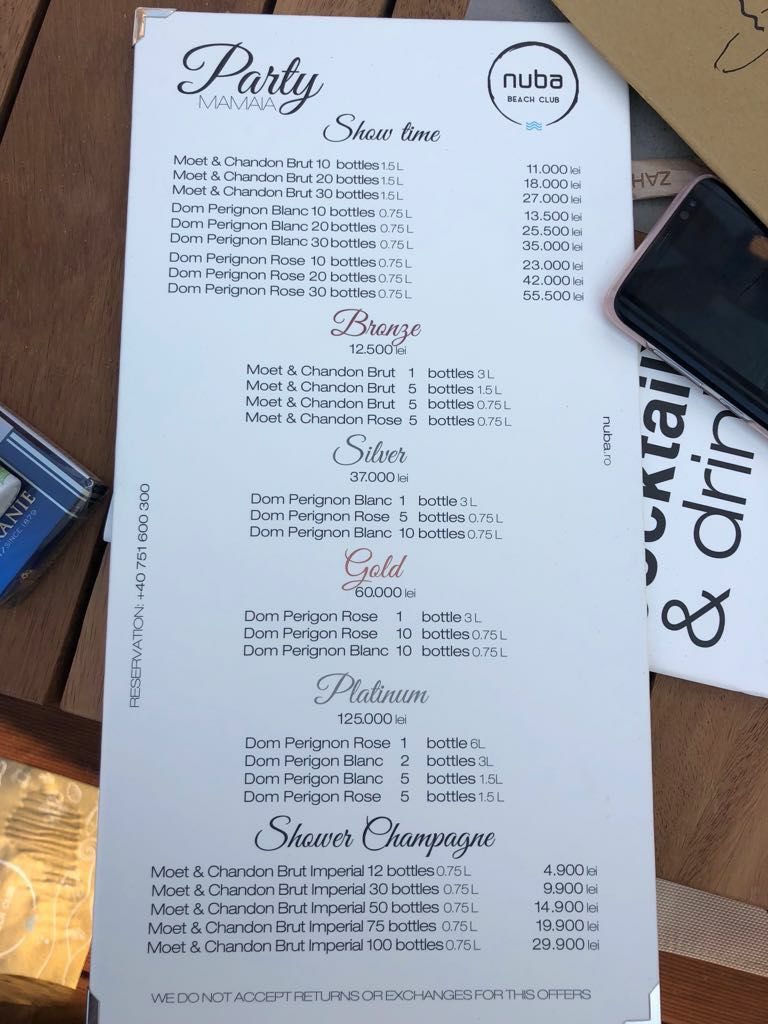 Party
MAMAIA
nuba
BEACH CLUB
Show time
Moet & Chandon Brut 10 bottles 1.5 L 11.000 lei
Moet & Chandon Brut 20 bottles 1.5 L 18.000 lei
Moet & Chandon Brut 30 bottles 1.5 L 27.000 lei
Dom Perignon Blanc 10 bottles 0.75 L 13.500 lei
Dom Perignon Blanc 20 bottles 0.75 L 25.500 lei
Dom Perignon Blanc 30 bottles 0.75 L 35.000 lei
Dom Perignon Rose 10 bottles 0.75 L 23.000 lei
Dom Perignon Rose 20 bottles 0.75 L 42.000 lei
Dom Perignon Rose 30 bottles 0.75 L 55.500 lei
Bronze
12.500 lei
Moet & Chandon Brut 1 bottles 3 L
Moet & Chandon Brut 5 bottles 1.5 L
Moet & Chandon Brut 5 bottles 0.75 L
Moet & Chandon Rose 5 bottles 0.75 L
Silver
37.000 lei
Dom Perignon Blanc 1 bottle 3 L
Dom Perignon Rose 5 bottles 0.75 L
Dom Perignon Blanc 10 bottles 0.75 L
Gold
60.000 lei
Dom Perigon Rose 1 bottle 3 L
Dom Perigon Rose 10 bottles 0.75 L
Dom Perignon Blanc 10 bottles 0.75 L
Platinum
125.000 lei
Dom Perignon Rose 1 bottle 6L
Dom Perigon Blanc 2 bottles 3L
Dom Perigon Blanc 5 bottles 1.5L
Dom Perigon Rose 5 bottles 1.5 L
Shower Champagne
Moet & Chandon Brut Imperial 12 bottles 0.75 L 4.900 lei
Moet & Chandon Brut Imperial 30 bottles 0.75 L 9.900 lei
Moet & Chandon Brut Imperial 50 bottles 0.75 L 14.900 lei
Moet & Chandon Brut Imperial 75 bottles 0.75 L 19.900 lei
Moet & Chandon Brut Imperial 100 bottles 0.75 L 29.900 lei
WE DO NOT ACCEPT RETURNS OR EXCHANGES FOR THIS OFFERS
RESERVATION: +40 751 600 300
nuba.ro
ZAH
cktail
& drin
ANIE
SINCE 1879